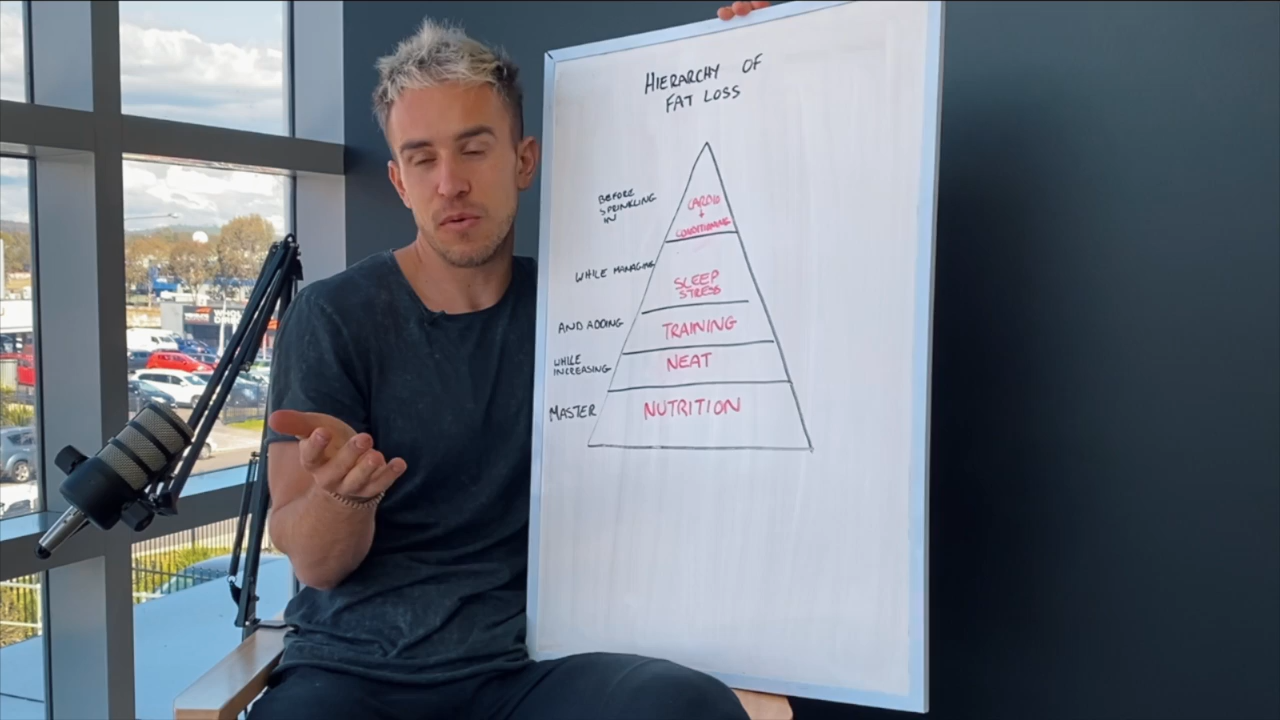 HIERARCHY OF
FAT LOSS
BEFORE
SPRINKLING
IN
CARDIO
+
CONDITIONING
WHILE MANAGING
SLEEP
STRESS
AND ADDING
TRAINING
WHILE
INCREASING
NEAT
MASTER
NUTRITION